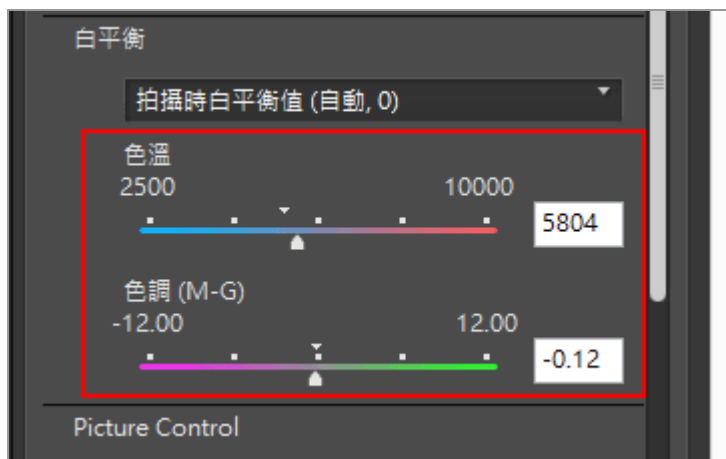 白平衡
拍攝時白平衡值 (自動, 0)
色溫
2500 10000
5804
色調 (M-G)
-12.00 12.00
-0.12
Picture Control